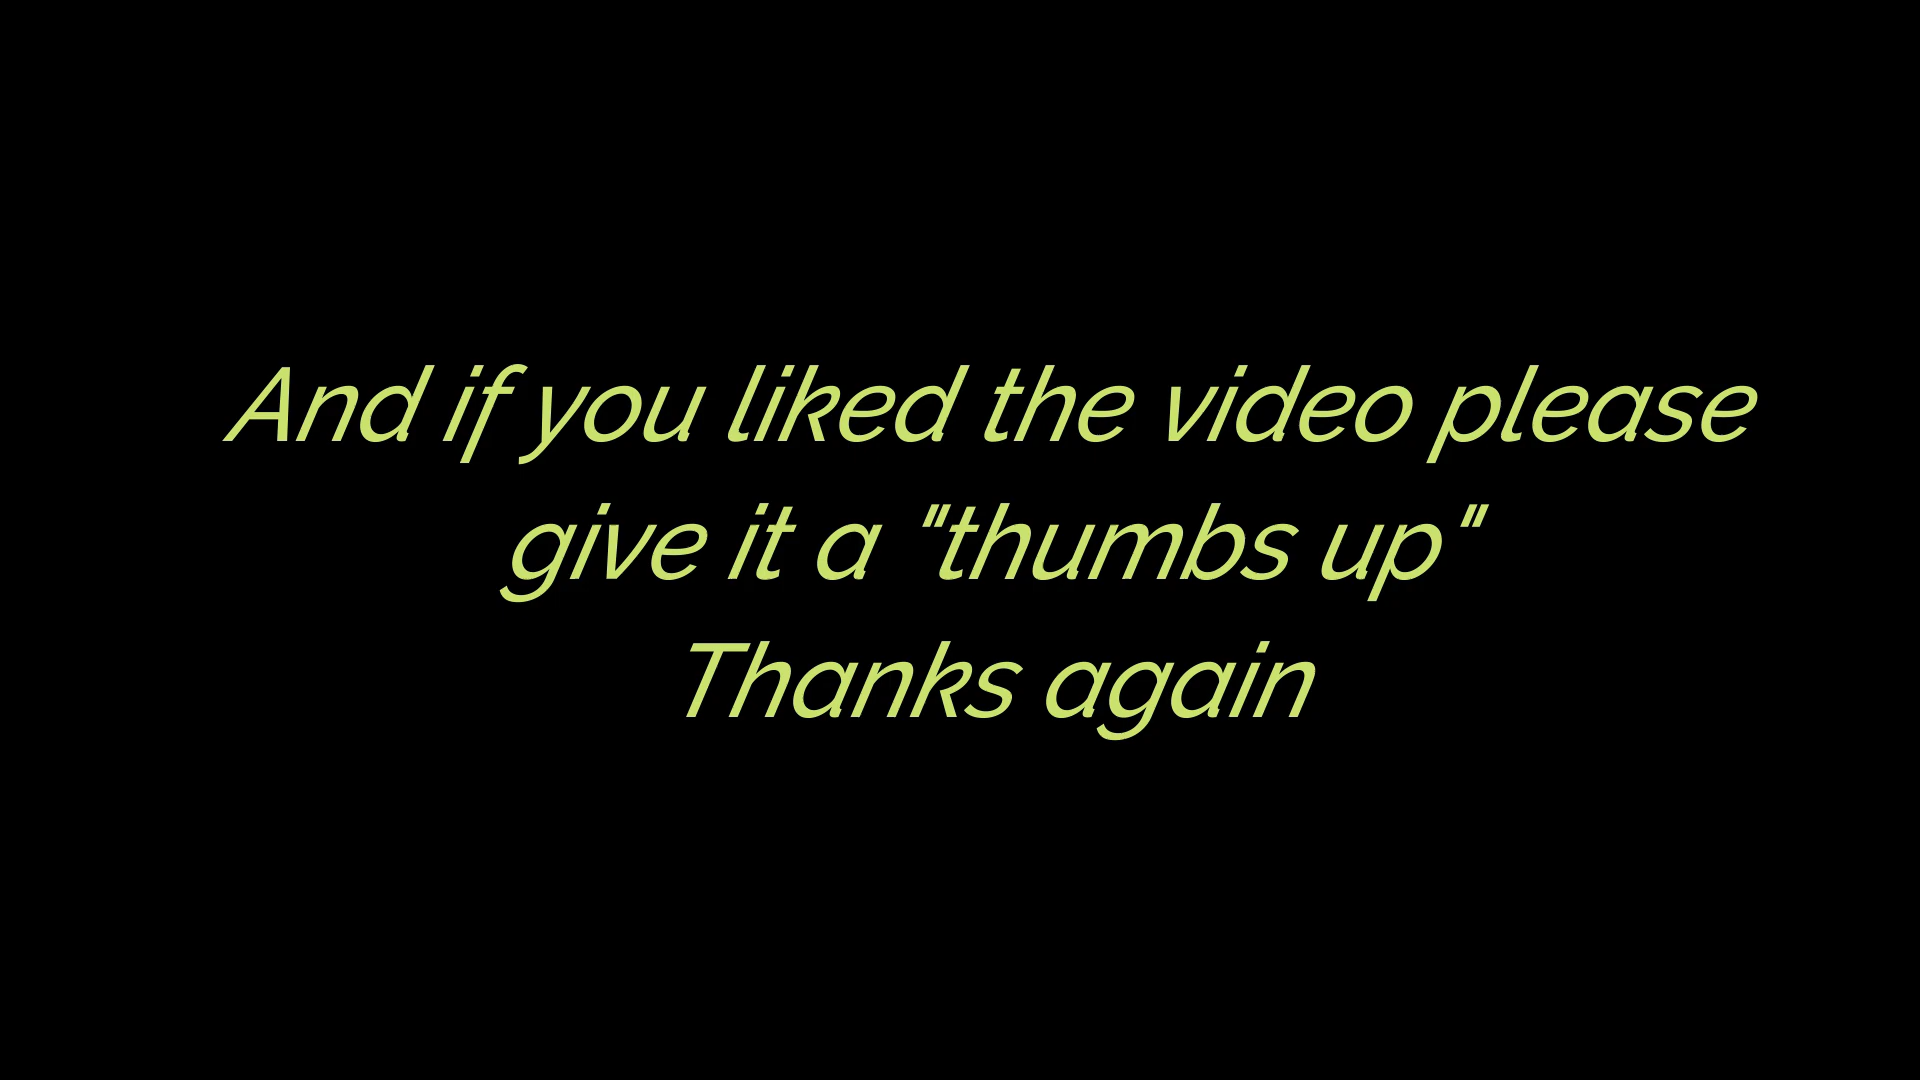 And if you liked the video please
give it a "thumbs up"
Thanks again